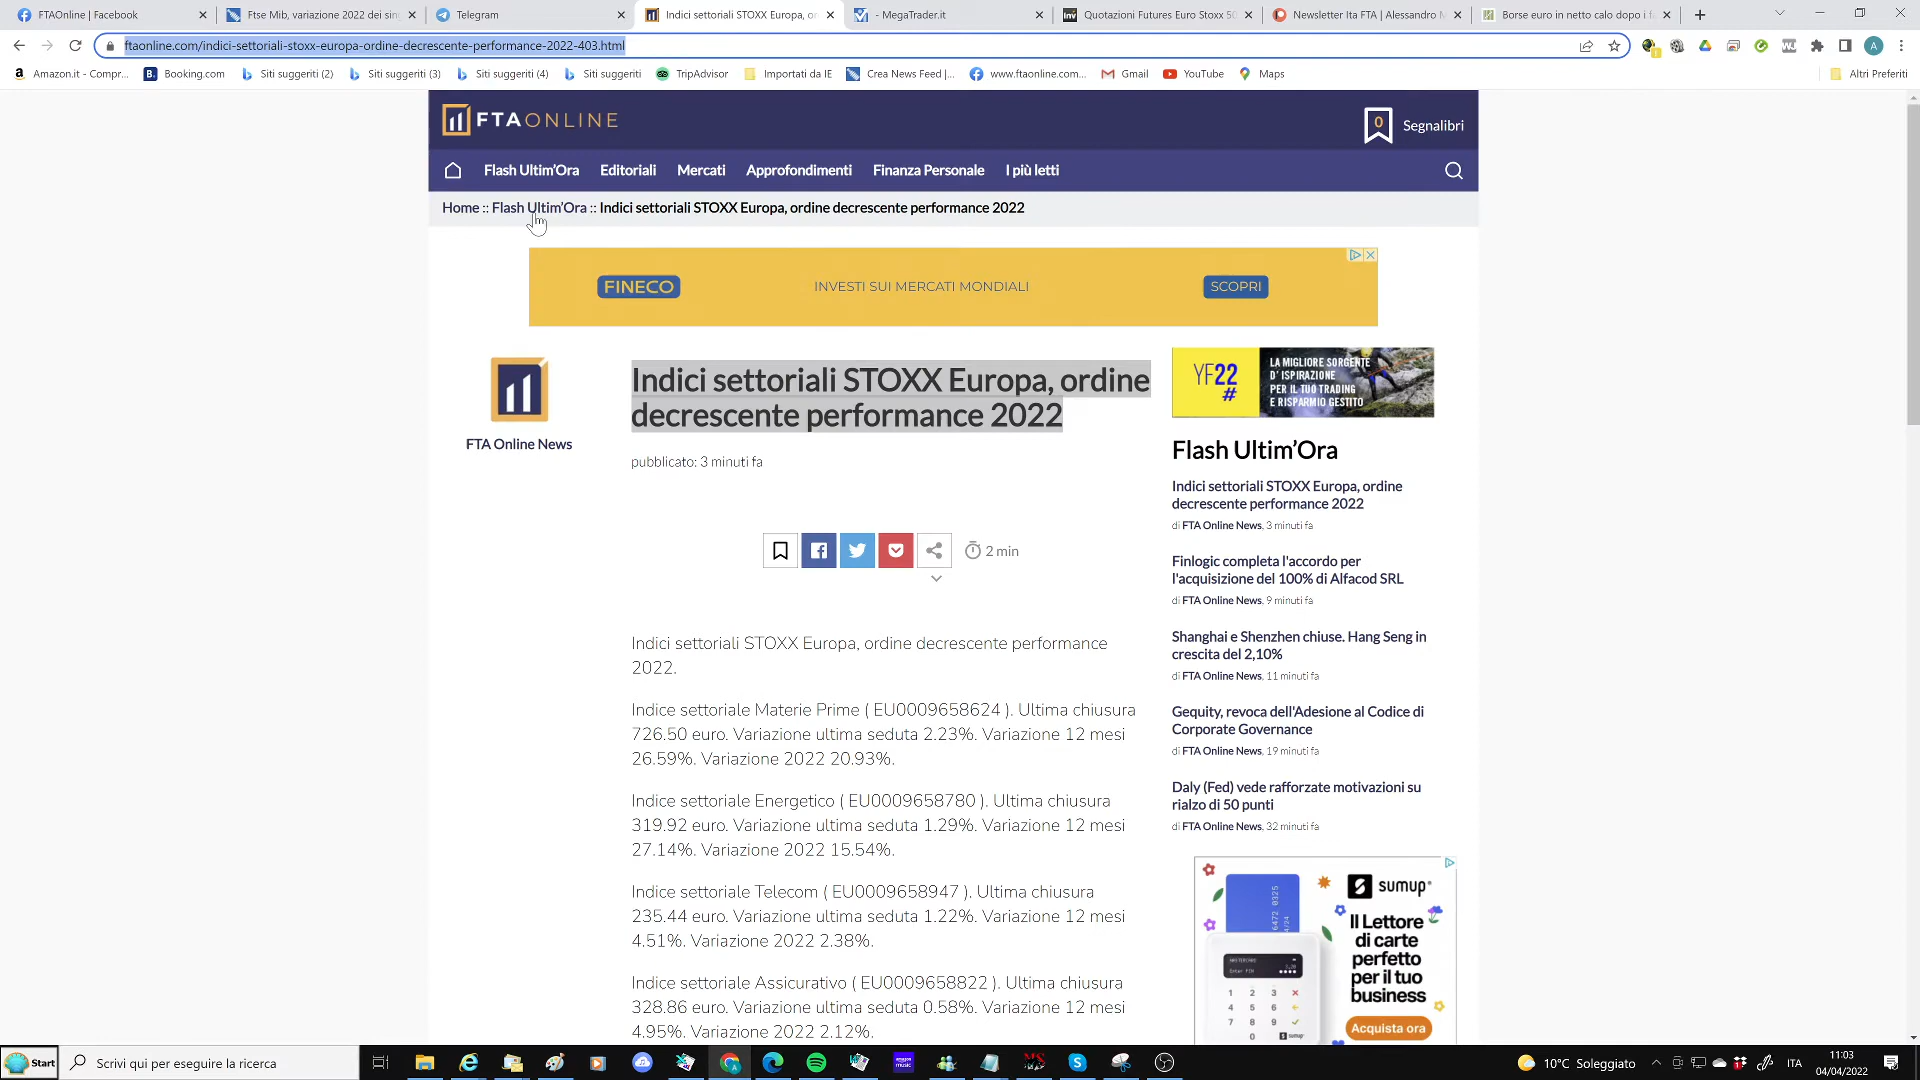 FTAOnline | Facebook
Ftse Mib, variazione 2022 dei sin
Telegram
Indici settoriali STOXX Europa, or
- MegaTrader.it
Quotazioni Futures Euro Stoxx 50
Newsletter Ita FTA | Alessandro M
Borse euro in netto calo dopo i fa
ftaonline.com/indici-settoriali-stoxx-europa-ordine-decrescente-performance-2022-403.html
Amazon.it - Compr...
Booking.com
Siti suggeriti (2)
Siti suggeriti (3)
Siti suggeriti (4)
Siti suggeriti
TripAdvisor
Importati da IE
Crea News Feed |...
www.ftaonline.com...
Gmail
YouTube
Maps
Altri Preferiti
FTAONLINE
0 Segnalibri
Flash Ultim'Ora Editoriali Mercati Approfondimenti Finanza Personale I più letti
Home :: Flash Ultim'Ora :: Indici settoriali STOXX Europa, ordine decrescente performance 2022
FINECO INVESTI SUI MERCATI MONDIALI SCOPRI
FTA Online News
Indici settoriali STOXX Europa, ordine
decrescente performance 2022
pubblicato: 3 minuti fa
2 min
Indici settoriali STOXX Europa, ordine decrescente performance
2022.
Indice settoriale Materie Prime ( EU0009658624 ). Ultima chiusura
726.50 euro. Variazione ultima seduta 2.23%. Variazione 12 mesi
26.59%. Variazione 2022 20.93%.
Indice settoriale Energetico ( EU0009658780 ). Ultima chiusura
319.92 euro. Variazione ultima seduta 1.29%. Variazione 12 mesi
27.14%. Variazione 2022 15.54%.
Indice settoriale Telecom ( EU0009658947 ). Ultima chiusura
235.44 euro. Variazione ultima seduta 1.22%. Variazione 12 mesi
4.51%. Variazione 2022 2.38%.
Indice settoriale Assicurativo ( EU0009658822 ). Ultima chiusura
328.86 euro. Variazione ultima seduta 0.58%. Variazione 12 mesi
4.95%. Variazione 2022 2.12%.
YF22
#
LA MIGLIORE SORGENTE
D' ISPIRAZIONE
PER IL TUO TRADING
E RISPARMIO GESTITO
Flash Ultim'Ora
Indici settoriali STOXX Europa, ordine
decrescente performance 2022
di FTA Online News, 3 minuti fa
Finlogic completa l'accordo per
l'acquisizione del 100% di Alfacod SRL
di FTA Online News, 9 minuti fa
Shanghai e Shenzhen chiuse. Hang Seng in
crescita del 2,10%
di FTA Online News, 11 minuti fa
Gequity, revoca dell'Adesione al Codice di
Corporate Governance
di FTA Online News, 19 minuti fa
Daly (Fed) vede rafforzate motivazioni su
rialzo di 50 punti
di FTA Online News, 32 minuti fa
sumup
Il Lettore
di carte
perfetto
per il tuo
business
Acquista ora
1 2 3
4 5 6
7 8 9
0
sumup
Start
Scrivi qui per eseguire la ricerca
10°C Soleggiato
ITA
11:03
04/04/2022